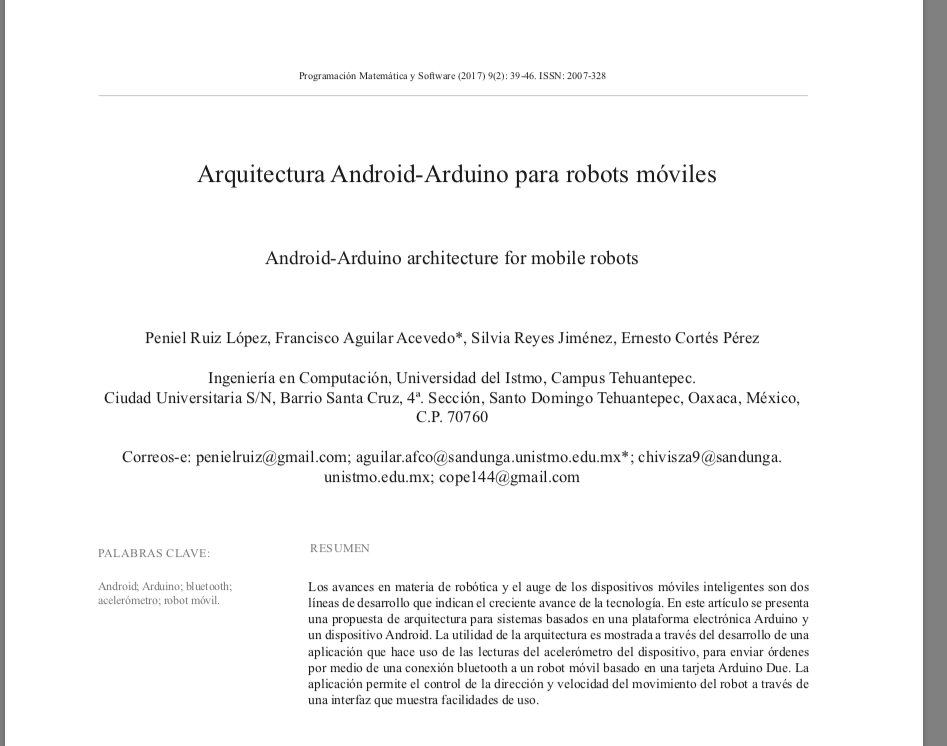 Programación Matemática y Software (2017) 9(2): 39-46. ISSN: 2007-328
Arquitectura Android-Arduino para robots móviles
Android-Arduino architecture for mobile robots
Peniel Ruiz López, Francisco Aguilar Acevedo*, Silvia Reyes Jiménez, Ernesto Cortés Pérez
Ingeniería en Computación, Universidad del Istmo, Campus Tehuantepec.
Ciudad Universitaria S/N, Barrio Santa Cruz, 4ª. Sección, Santo Domingo Tehuantepec, Oaxaca, México,
C.P. 70760
Correos-e: penielruiz@gmail.com; aguilar.afco@sandunga.unistmo.edu.mx*; chivisza9@sandunga.
unistmo.edu.mx; cope144@gmail.com
PALABRAS CLAVE:
Android; Arduino; bluetooth;
acelerómetro; robot móvil.
RESUMEN
Los avances en materia de robótica y el auge de los dispositivos móviles inteligentes son dos
líneas de desarrollo que indican el creciente avance de la tecnología. En este artículo se presenta
una propuesta de arquitectura para sistemas basados en una plataforma electrónica Arduino y
un dispositivo Android. La utilidad de la arquitectura es mostrada a través del desarrollo de una
aplicación que hace uso de las lecturas del acelerómetro del dispositivo, para enviar órdenes
por medio de una conexión bluetooth a un robot móvil basado en una tarjeta Arduino Due. La
aplicación permite el control de la dirección y velocidad del movimiento del robot a través de
una interfaz que muestra facilidades de uso.